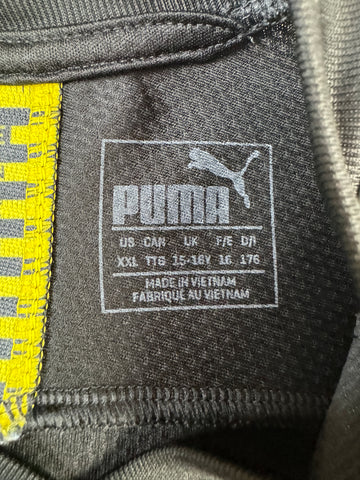 PUMA
US CAN UK F/E D/I
XXL TTG 15-16Y 16 176
MADE IN VIETNAM
FABRIQUE AU VIETNAM